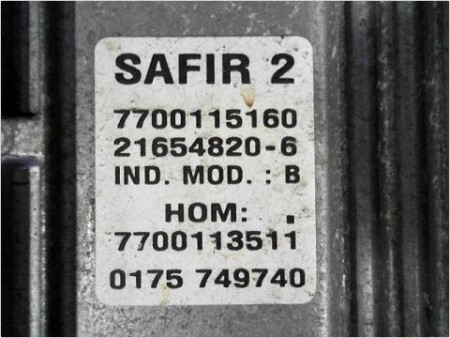 SAFIR 2
7700115160
21654820-6
IND. MOD. : B
HOM: .
7700113511
0175 749740